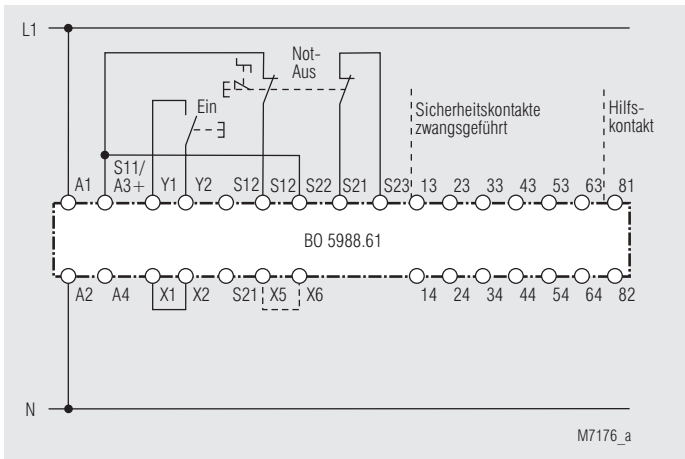 L1
Not-
Aus
Ein
Sicherheitskontakte
zwangsgeführt
Hilfs-
kontakt
A1 S11/ A3+ Y1 Y2 S12 S12 S22 S21 S23 13 23 33 43 53 63 81
BO 5988.61
A2 A4 X1 X2 S21 X5 X6 14 24 34 44 54 64 82
N
M7176_a